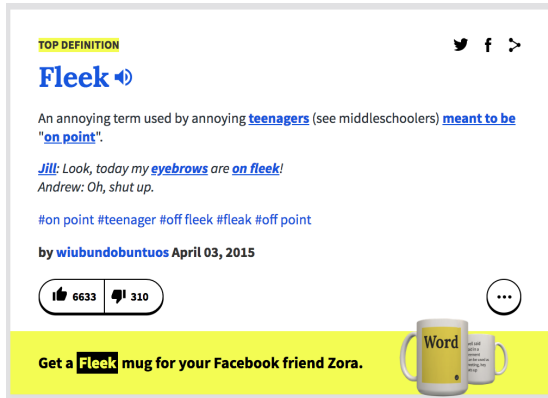 TOP DEFINITION
Fleek
An annoying term used by annoying teenagers (see middleschoolers) meant to be
"on point".
Jill: Look, today my eyebrows are on fleek!
Andrew: Oh, shut up.
#on point #teenager #off fleek #fleak #off point
by wiubundobuntuos April 03, 2015
6633 310
Get a Fleek mug for your Facebook friend Zora.
Word